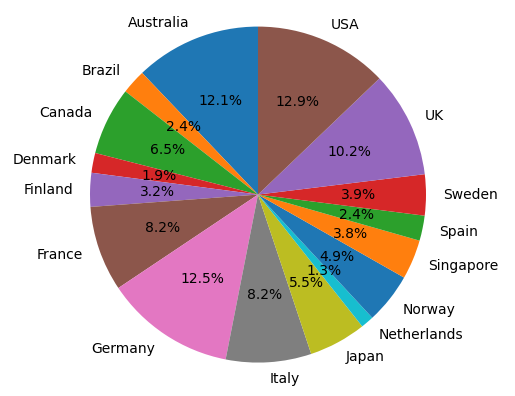 Australia
12.1%
Brazil
2.4%
Canada
6.5%
Denmark
1.9%
Finland
3.2%
France
8.2%
Germany
12.5%
Italy
8.2%
Japan
5.5%
Netherlands
1.3%
Norway
4.9%
Singapore
3.8%
Spain
2.4%
Sweden
3.9%
UK
10.2%
USA
12.9%